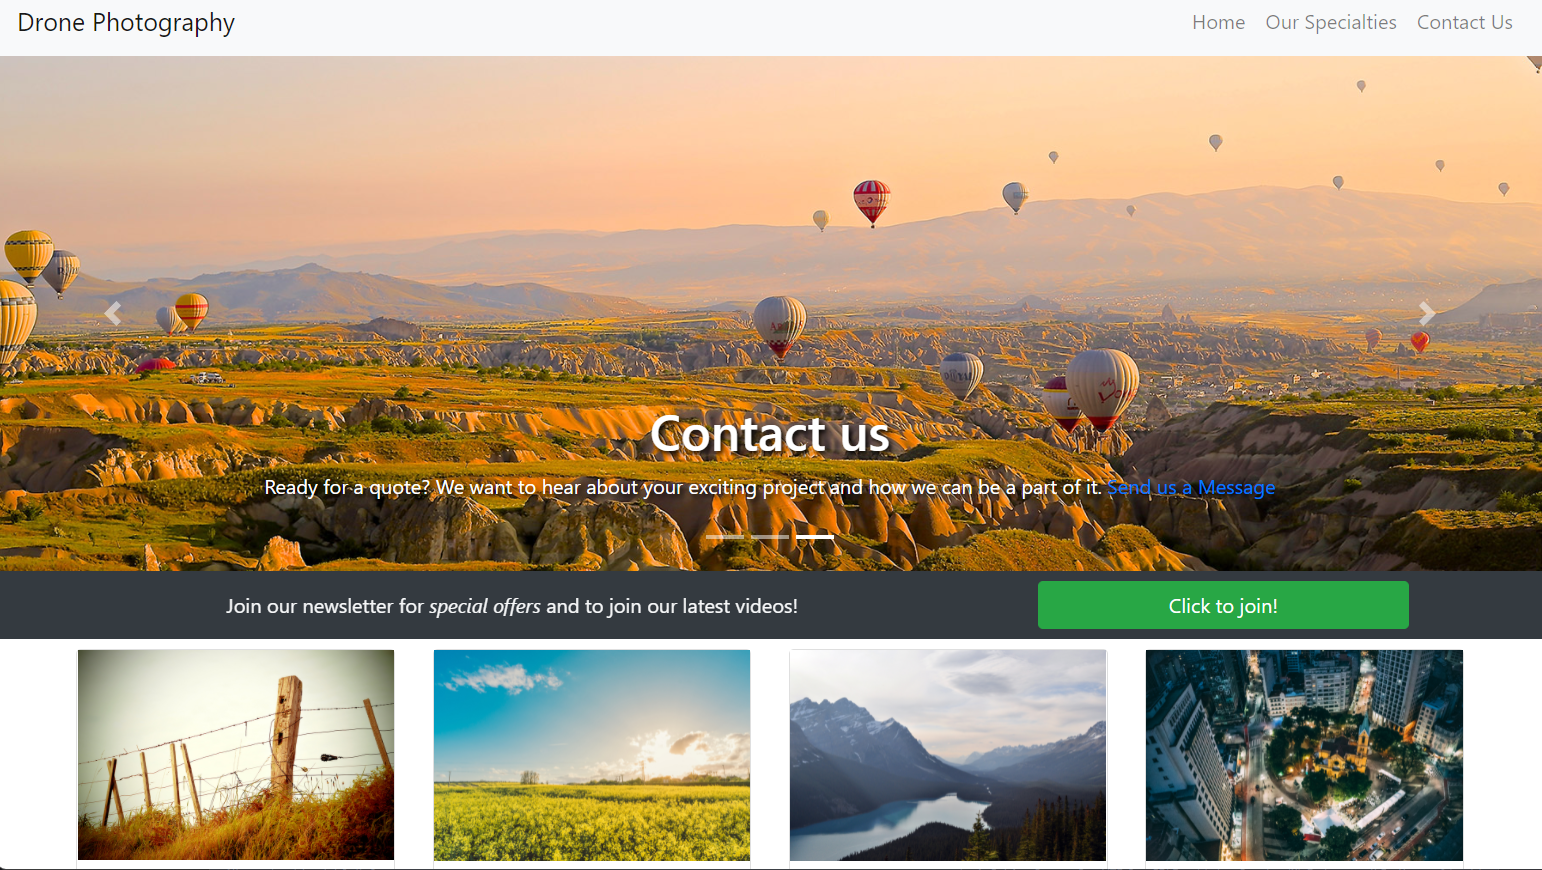 Drone Photography
Home Our Specialties Contact Us
Contact us
Ready for a quote? We want to hear about your exciting project and how we can be a part of it. Send us a Message
Join our newsletter for special offers and to join our latest videos!
Click to join!